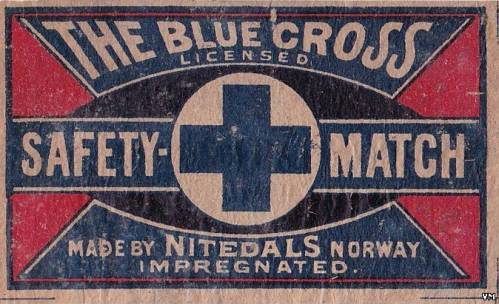 THE BLUE CROSS
LICENSED.
SAFETY- MATCH
MADE BY NITEDALS NORWAY
IMPREGNATED.